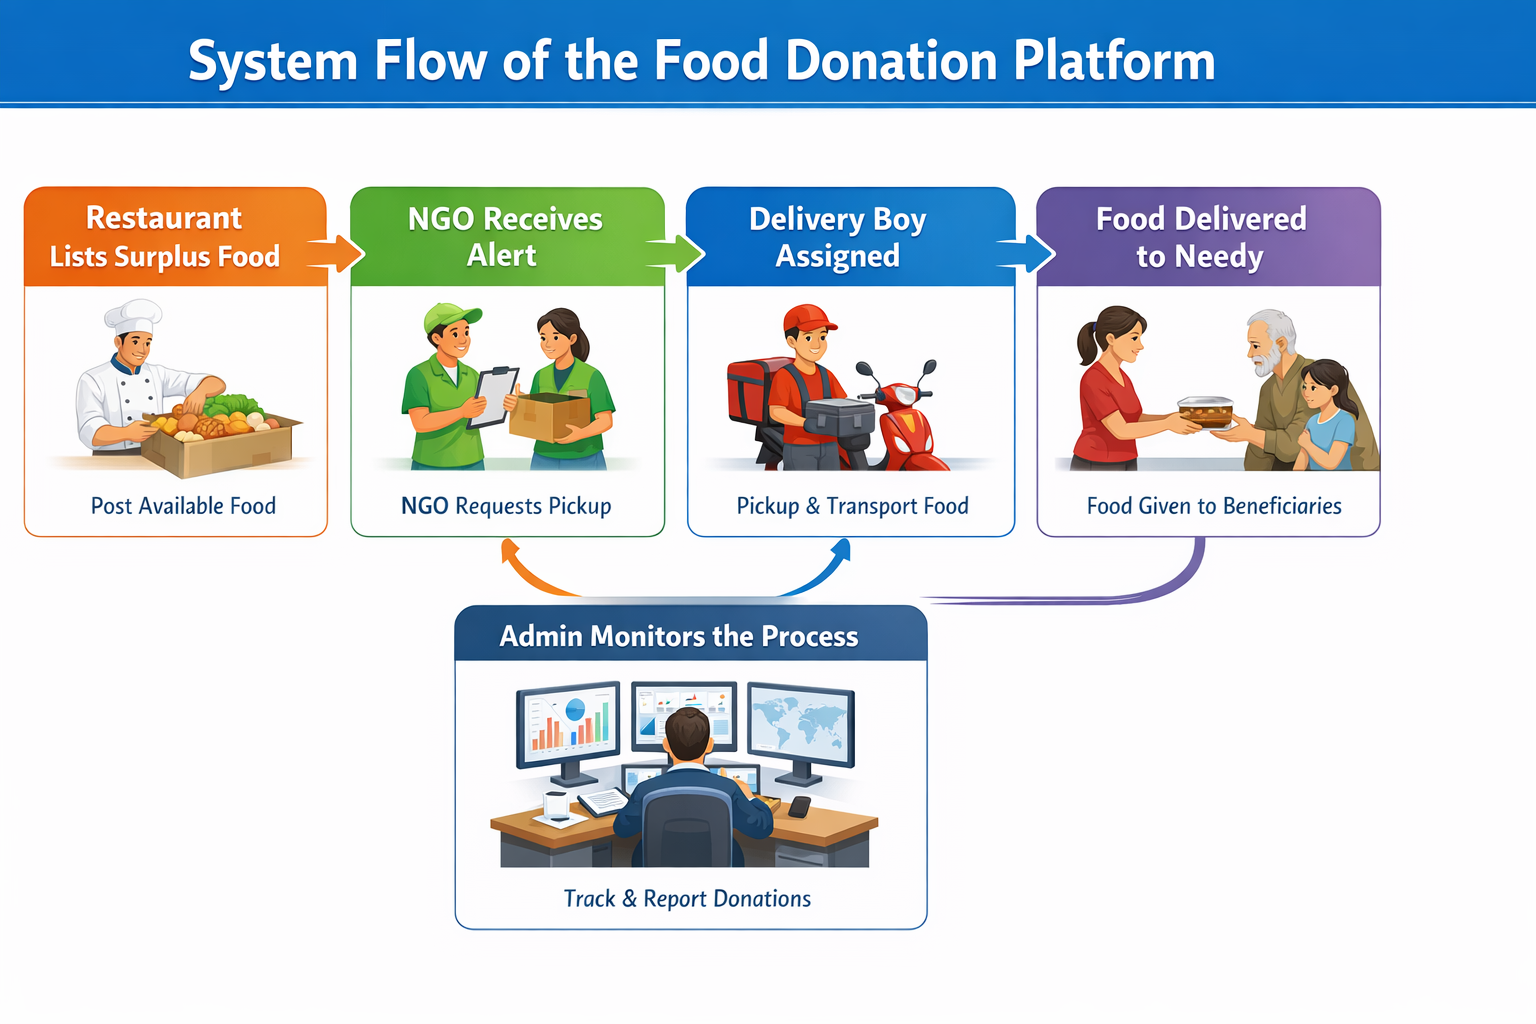 System Flow of the Food Donation Platform
Restaurant
Lists Surplus Food
Post Available Food
NGO Receives
Alert
NGO Requests Pickup
Delivery Boy
Assigned
Pickup & Transport Food
Food Delivered
to Needy
Food Given to Beneficiaries
Admin Monitors the Process
Track & Report Donations